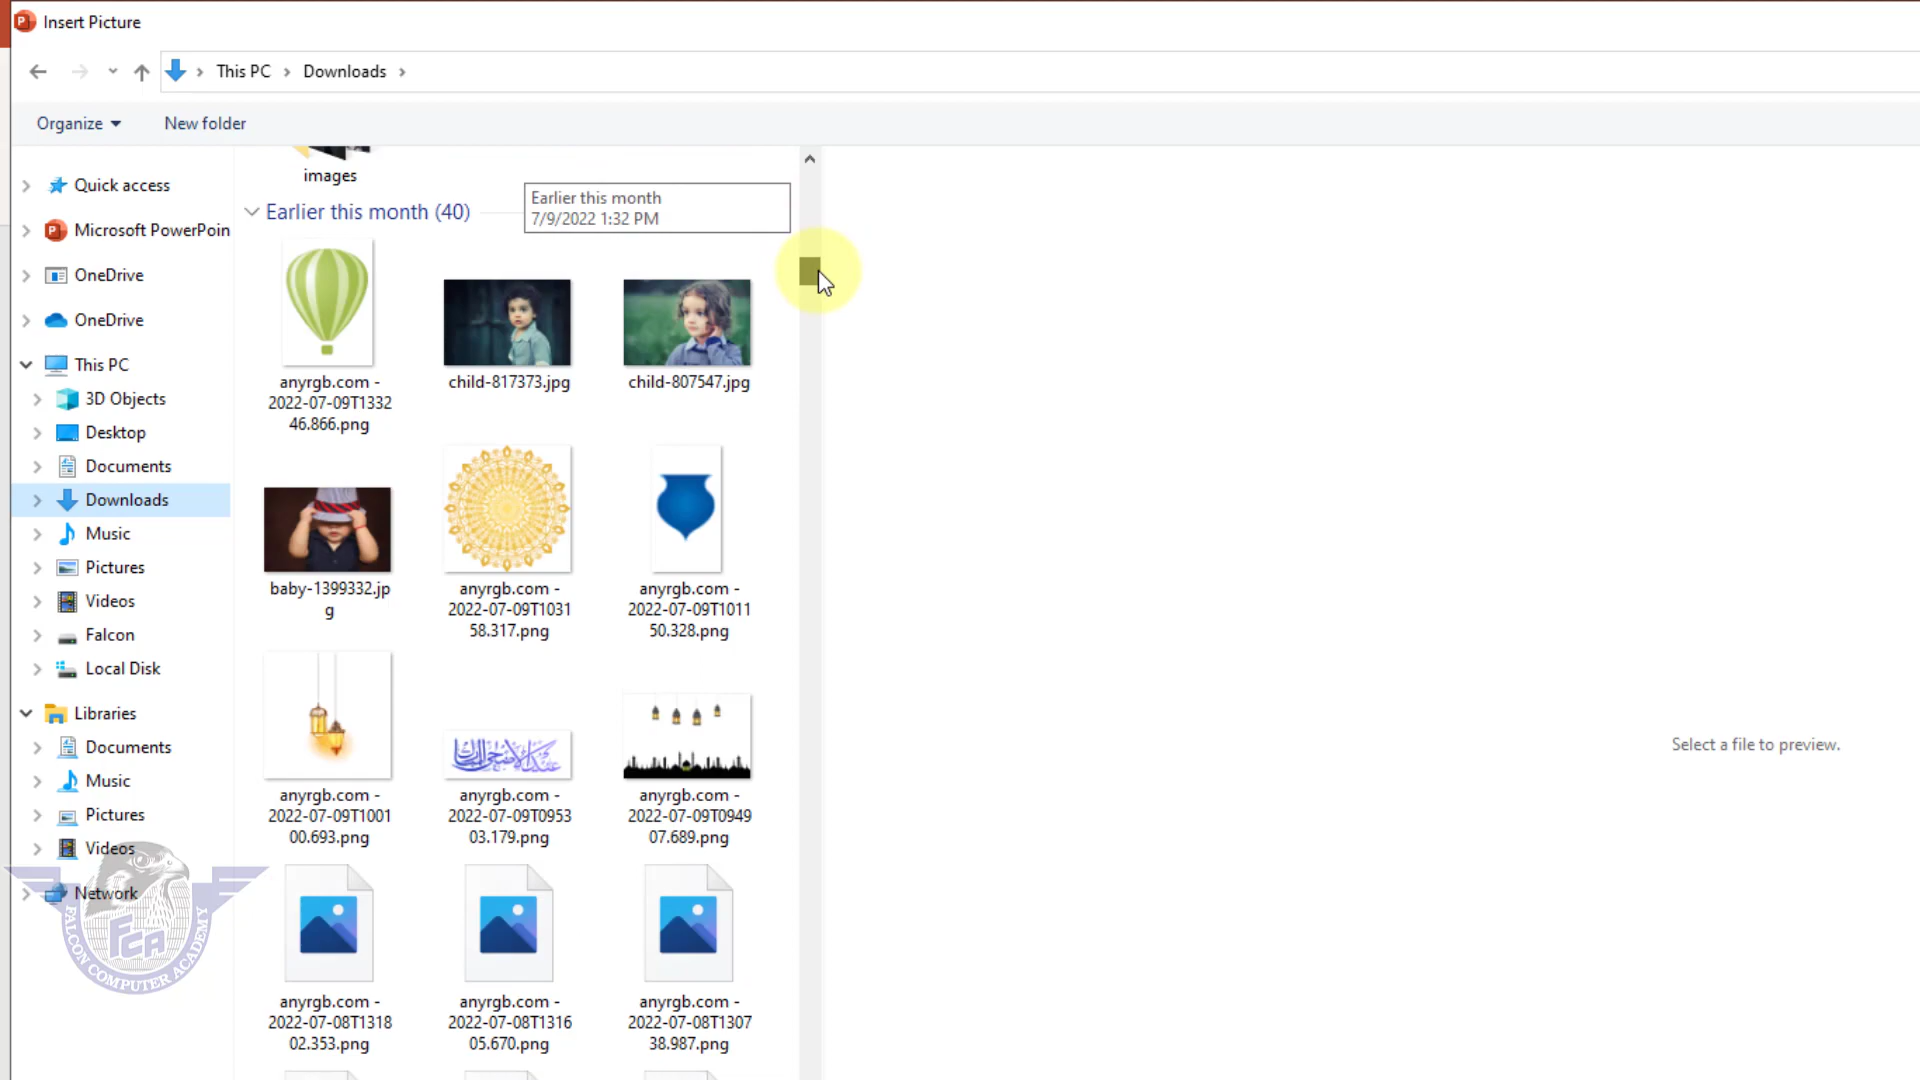 Insert Picture
This PC
Downloads
Organize
New folder
Quick access
Microsoft PowerPoin
OneDrive
OneDrive
This PC
3D Objects
Desktop
Documents
Downloads
Music
Pictures
Videos
Falcon
Local Disk
Libraries
Documents
Music
Pictures
Videos
Network
FCA
FALCON COMPUTER ACADEMY
images
Earlier this month (40)
Earlier this month
7/9/2022 1:32 PM
anyrgb.com -
2022-07-09T1332
46.866.png
child-817373.jpg
child-807547.jpg
baby-1399332.jp
g
anyrgb.com -
2022-07-09T1031
58.317.png
anyrgb.com -
2022-07-09T1011
50.328.png
anyrgb.com -
2022-07-09T1001
00.693.png
anyrgb.com -
2022-07-09T0953
03.179.png
anyrgb.com -
2022-07-09T0949
07.689.png
anyrgb.com -
2022-07-08T1318
02.353.png
anyrgb.com -
2022-07-08T1316
05.670.png
anyrgb.com -
2022-07-08T1307
38.987.png
Select a file to preview.